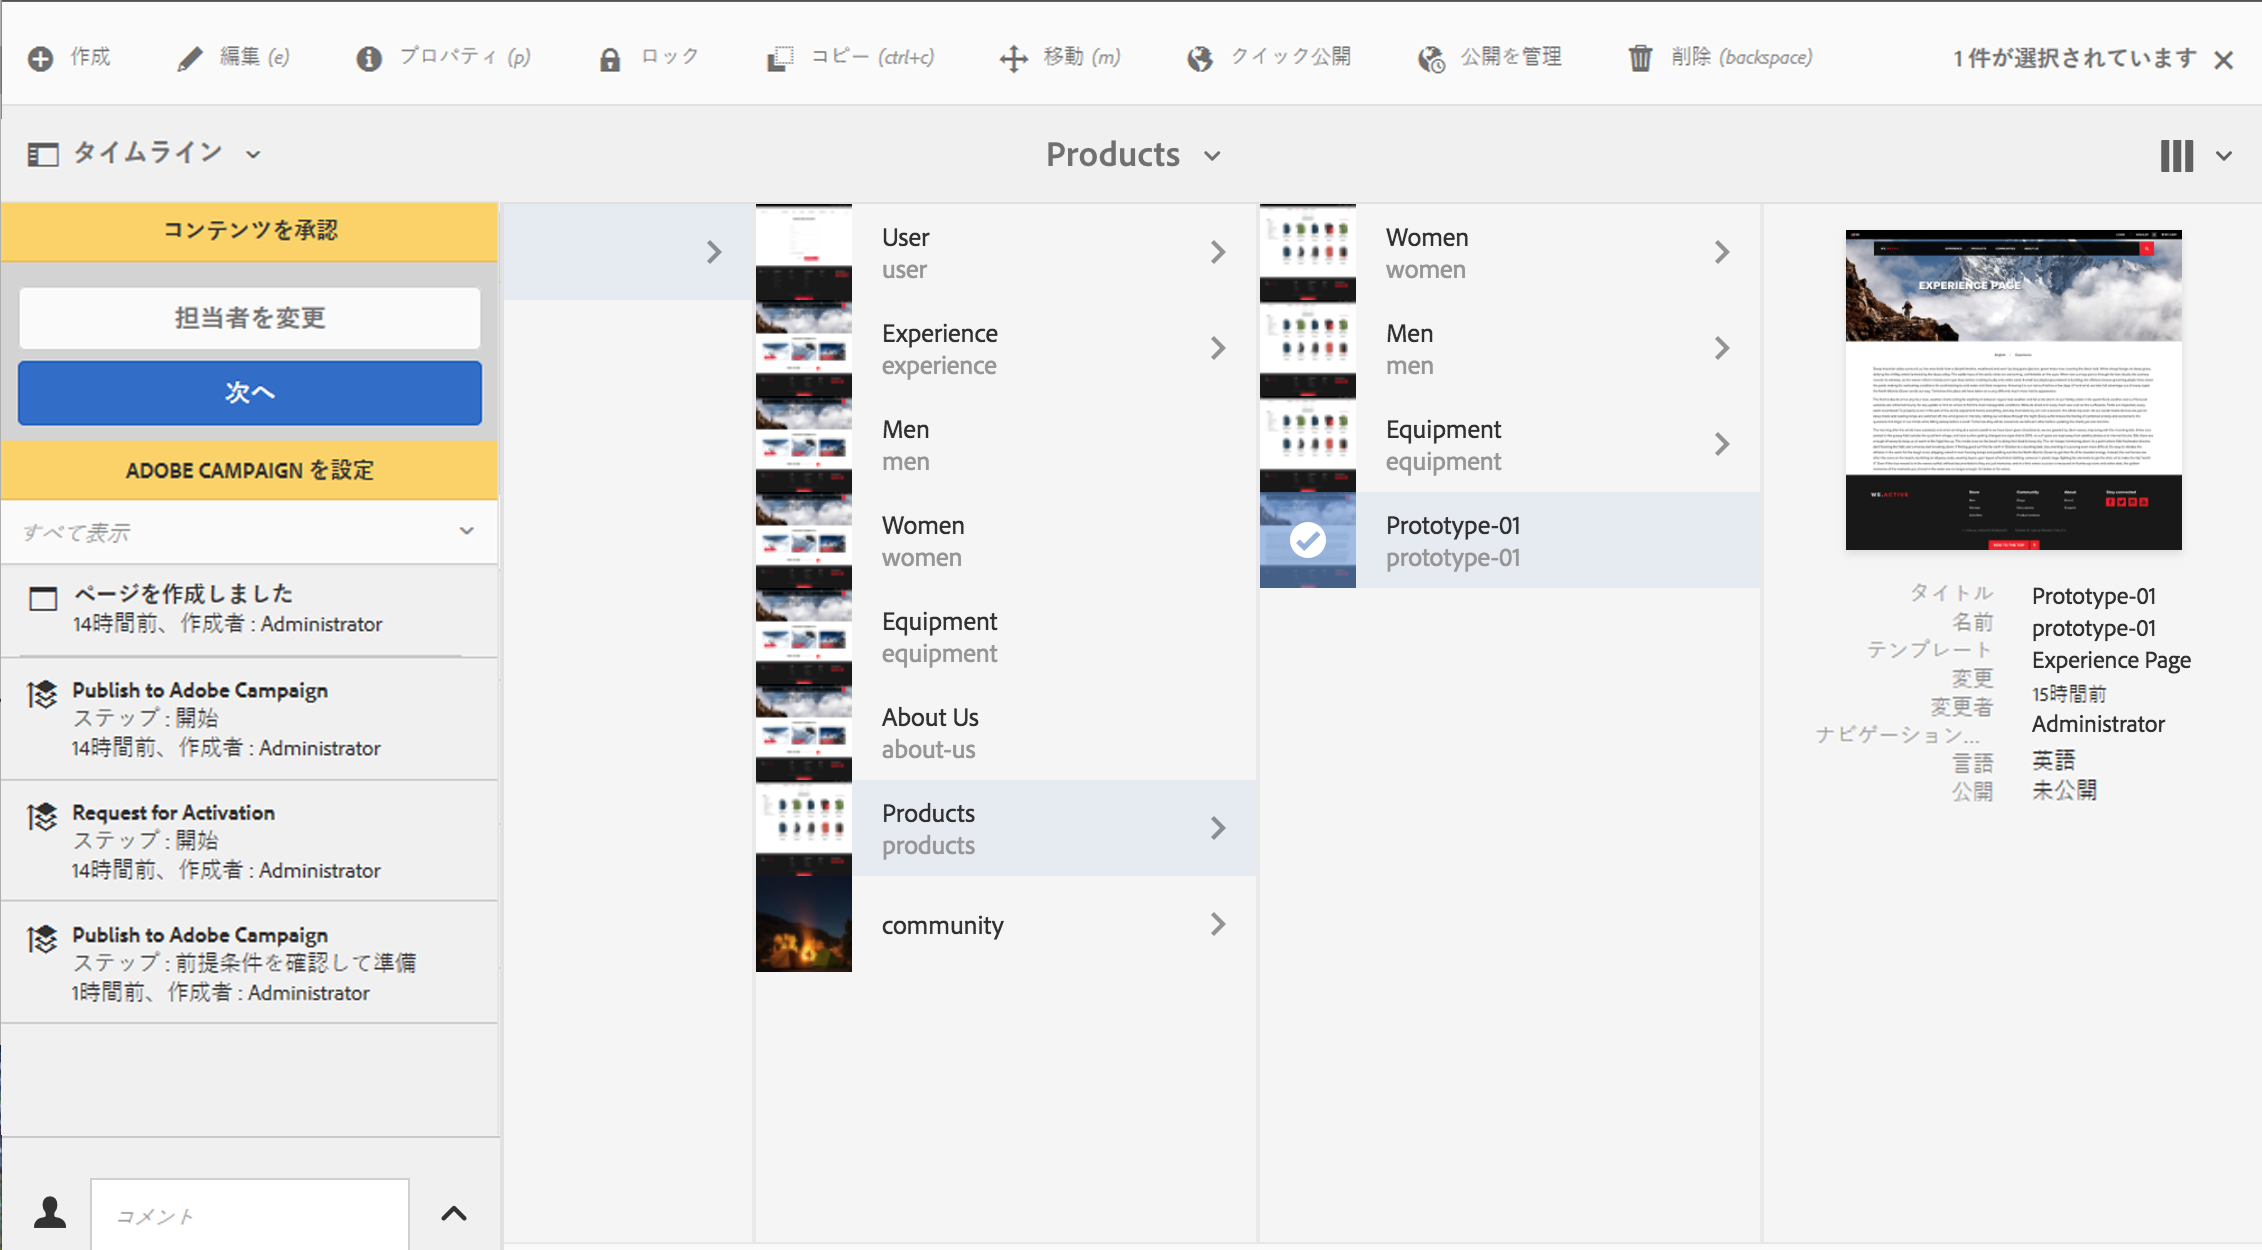 作成
編集 (e)
プロパティ (p)
ロック
コピー (ctrl+c)
移動 (m)
クイック公開
公開を管理
削除 (backspace)
1 件が選択されています
タイムライン
Products
コンテンツを承認
担当者を変更
次へ
ADOBE CAMPAIGN を設定
すべて表示
ページを作成しました
14時間前、作成者 : Administrator
Publish to Adobe Campaign
ステップ : 開始
14時間前、作成者 : Administrator
Request for Activation
ステップ : 開始
14時間前、作成者 : Administrator
Publish to Adobe Campaign
ステップ : 前提条件を確認して準備
1時間前、作成者 : Administrator
コメント
User
user
Experience
experience
Men
men
Women
women
Equipment
equipment
About Us
about-us
Products
products
community
Women
women
Men
men
Equipment
equipment
Prototype-01
prototype-01
EXPERIENCE PAGE
WE.ACTIVE
タイトル Prototype-01
名前 prototype-01
テンプレート Experience Page
変更 15時間前
変更者 Administrator
ナビゲーション...
言語 英語
公開 未公開